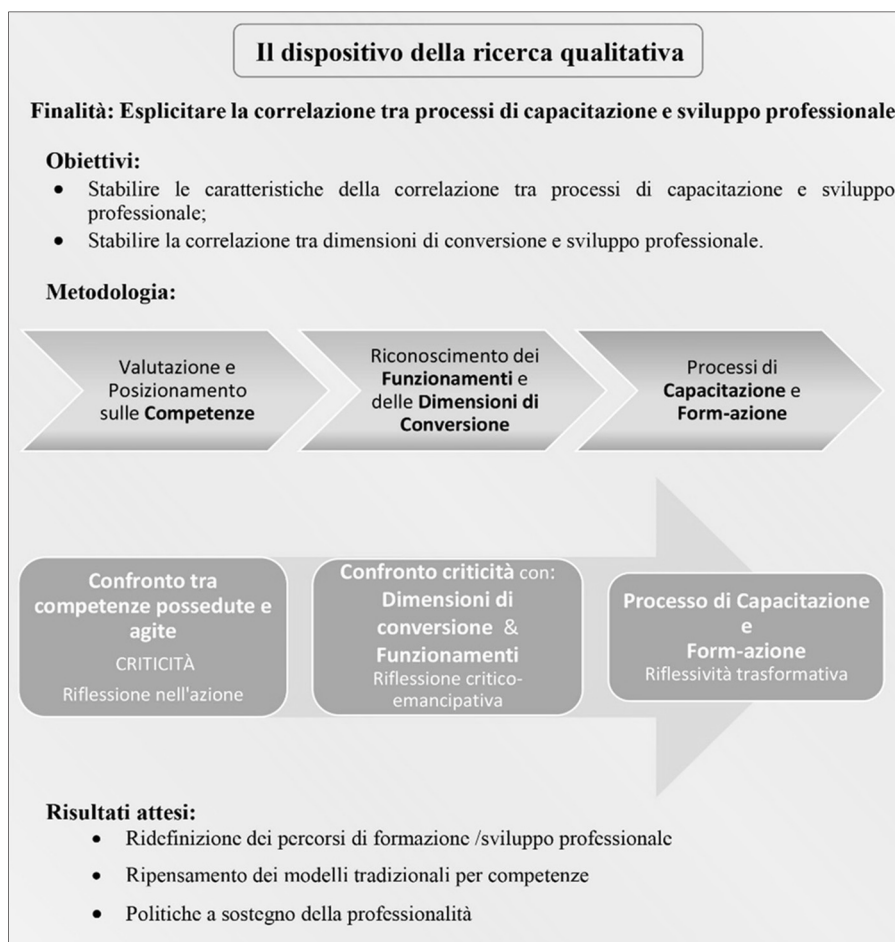 Il dispositivo della ricerca qualitativa
Finalità: Esplicitare la correlazione tra processi di capacitazione e sviluppo professionale
Obiettivi:
• Stabilire le caratteristiche della correlazione tra processi di capacitazione e sviluppo
professionale;
• Stabilire la correlazione tra dimensioni di conversione e sviluppo professionale.
Metodologia:
Valutazione e
Posizionamento
sulle Competenze
Riconoscimento dei
Funzionamenti e
delle Dimensioni di
Conversione
Processi di
Capacitazione e
Form-azione
Confronto tra
competenze possedute e
agite
CRITICITÀ
Riflessione nell'azione
Confronto criticità con:
Dimensioni di
conversione &
Funzionamenti
Riflessione critico-
emancipativa
Processo di Capacitazione
e
Form-azione
Riflessività trasformativa
Risultati attesi:
• Ridefinizione dei percorsi di formazione /sviluppo professionale
• Ripensamento dei modelli tradizionali per competenze
• Politiche a sostegno della professionalità